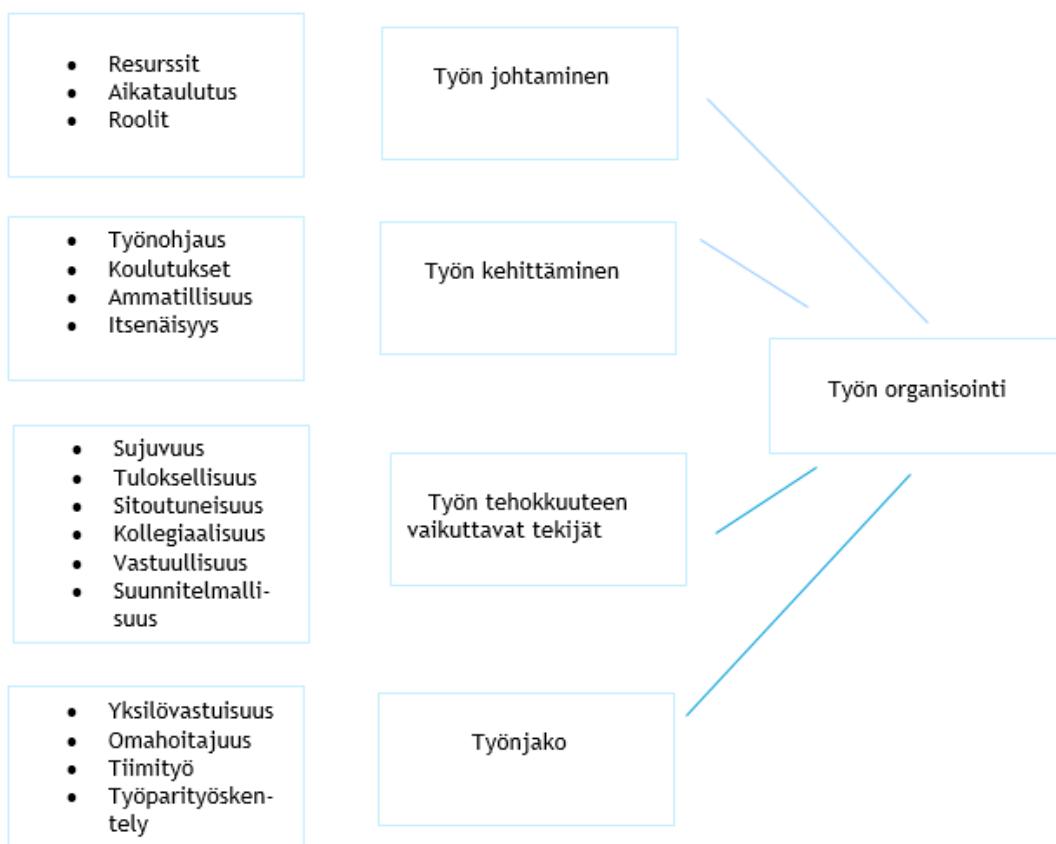 • Resurssit
• Aikataulutus
• Roolit
Työn johtaminen
• Työnohjaus
• Koulutukset
• Ammatillisuus
• Itsenäisyys
Työn kehittäminen
Työn organisointi
• Sujuvuus
• Tuloksellisuus
• Sitoutuneisuus
• Kollegiaalisuus
• Vastuullisuus
• Suunnitelmalli-
suus
Työn tehokkuuteen
vaikuttavat tekijät
• Yksilövastuisuus
• Omahoitajuus
• Tiimityö
• Työparityösken-
tely
Työnjako